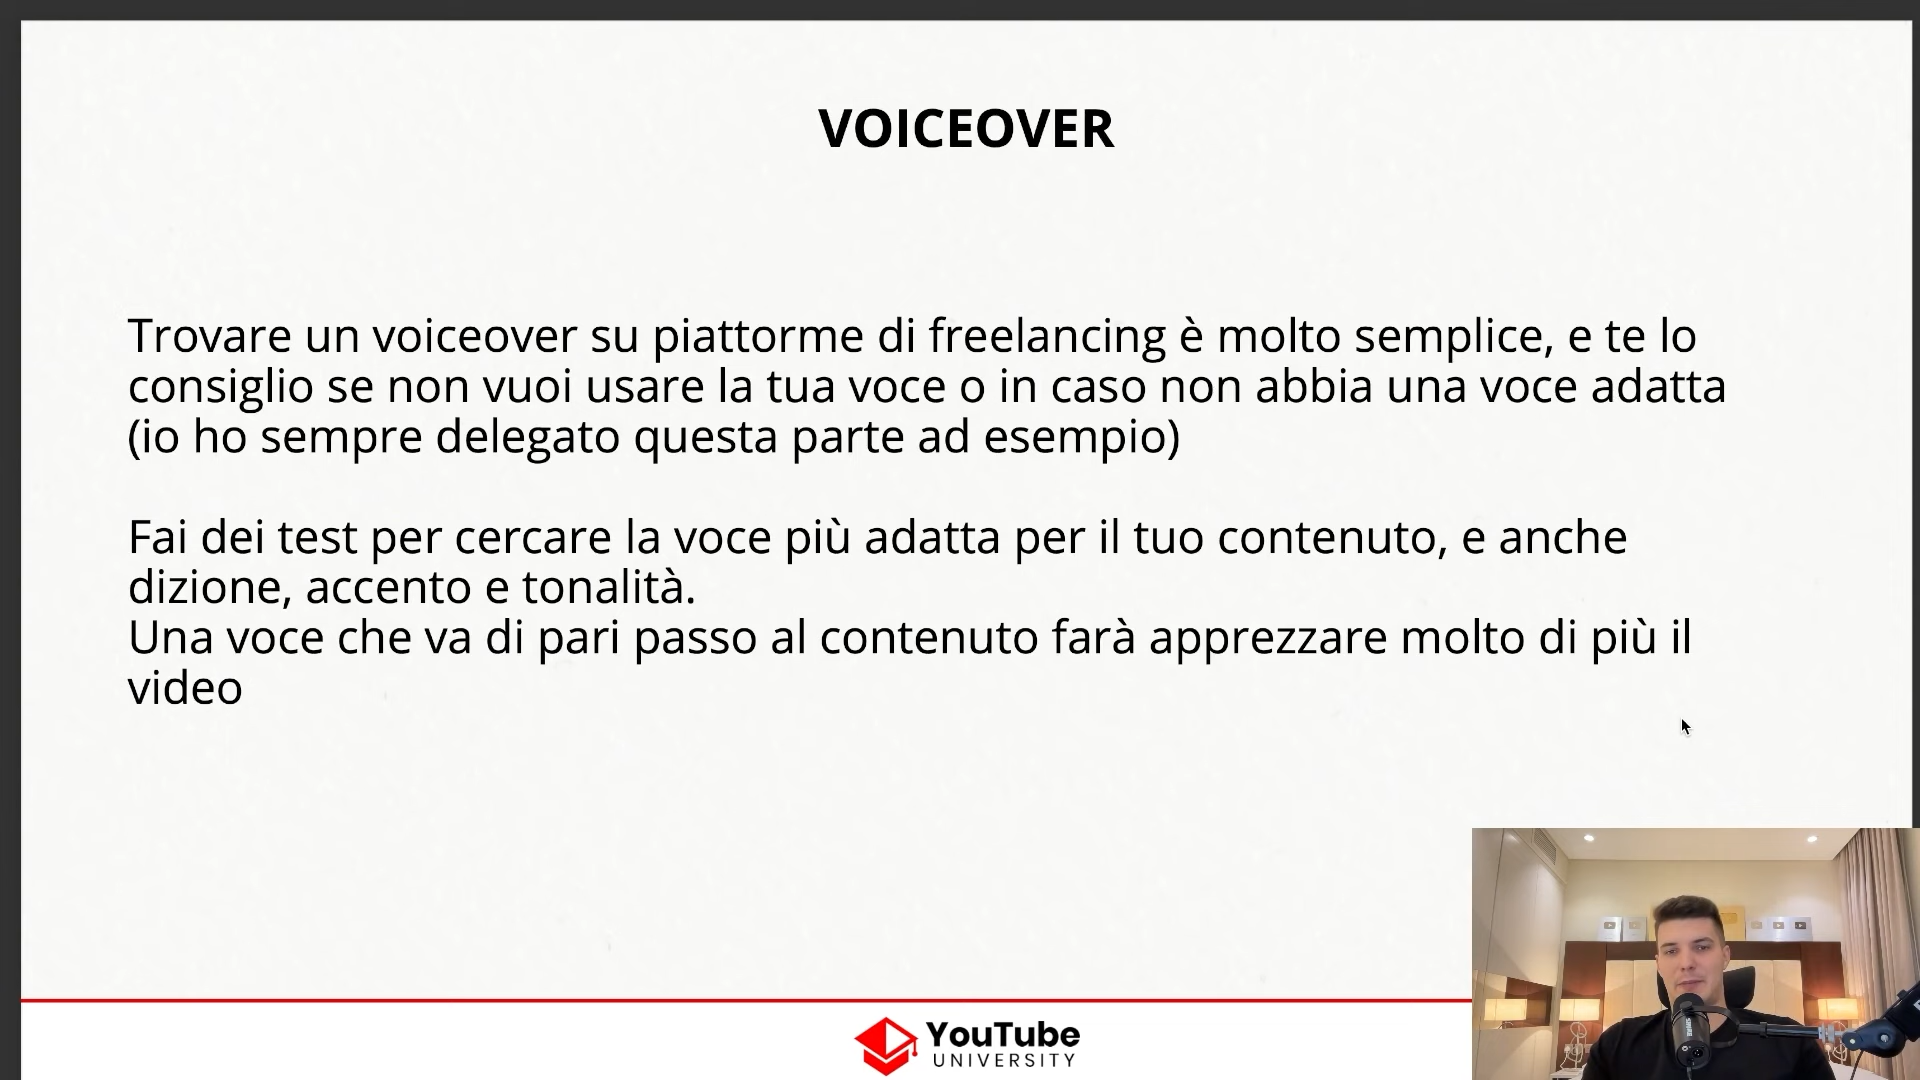 VOICEOVER
Trovare un voiceover su piattorme di freelancing è molto semplice, e te lo
consiglio se non vuoi usare la tua voce o in caso non abbia una voce adatta
(io ho sempre delegato questa parte ad esempio)
Fai dei test per cercare la voce più adatta per il tuo contenuto, e anche
dizione, accento e tonalità.
Una voce che va di pari passo al contenuto farà apprezzare molto di più il
video
YouTube
UNIVERSITY